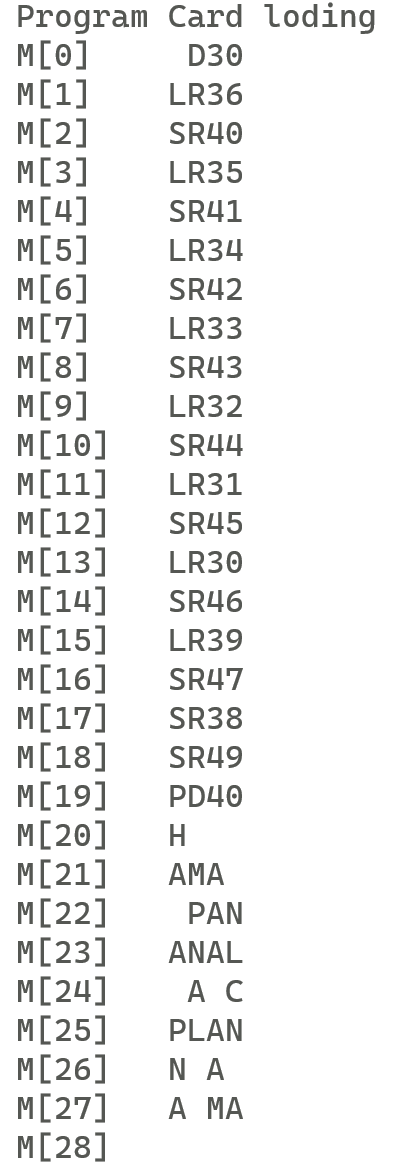 Program Card loding
M[0]      D30
M[1]     LR36
M[2]     SR40
M[3]     LR35
M[4]     SR41
M[5]     LR34
M[6]     SR42
M[7]     LR33
M[8]     SR43
M[9]     LR32
M[10]    SR44
M[11]    LR31
M[12]    SR45
M[13]    LR30
M[14]    SR46
M[15]    LR39
M[16]    SR47
M[17]    SR38
M[18]    SR49
M[19]    PD40
M[20]    H
M[21]    AMA
M[22]     PAN
M[23]    ANAL
M[24]     A C
M[25]    PLAN
M[26]    N A
M[27]    A MA
M[28]